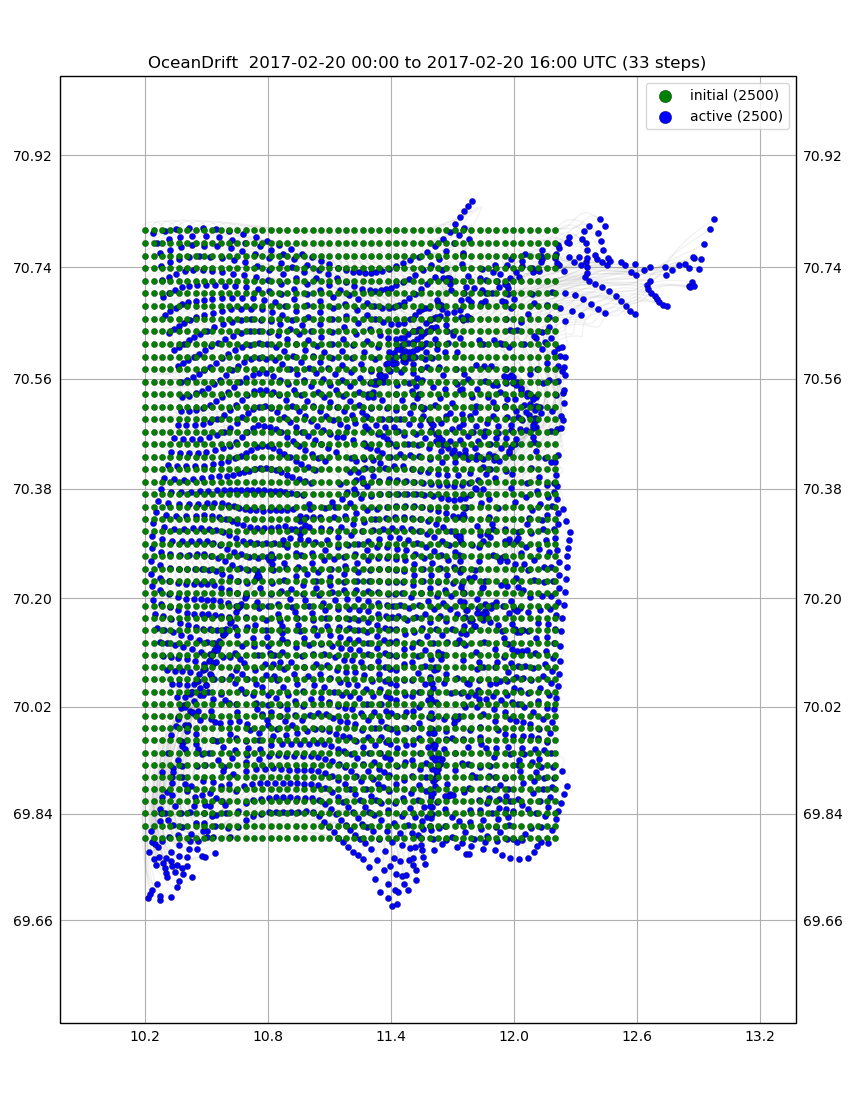 OceanDrift  2017-02-20 00:00 to 2017-02-20 16:00 UTC (33 steps)
initial (2500)
active (2500)
70.92 70.92
70.74 70.74
70.56 70.56
70.38 70.38
70.20 70.20
70.02 70.02
69.84 69.84
69.66 69.66
10.2 10.8 11.4 12.0 12.6 13.2